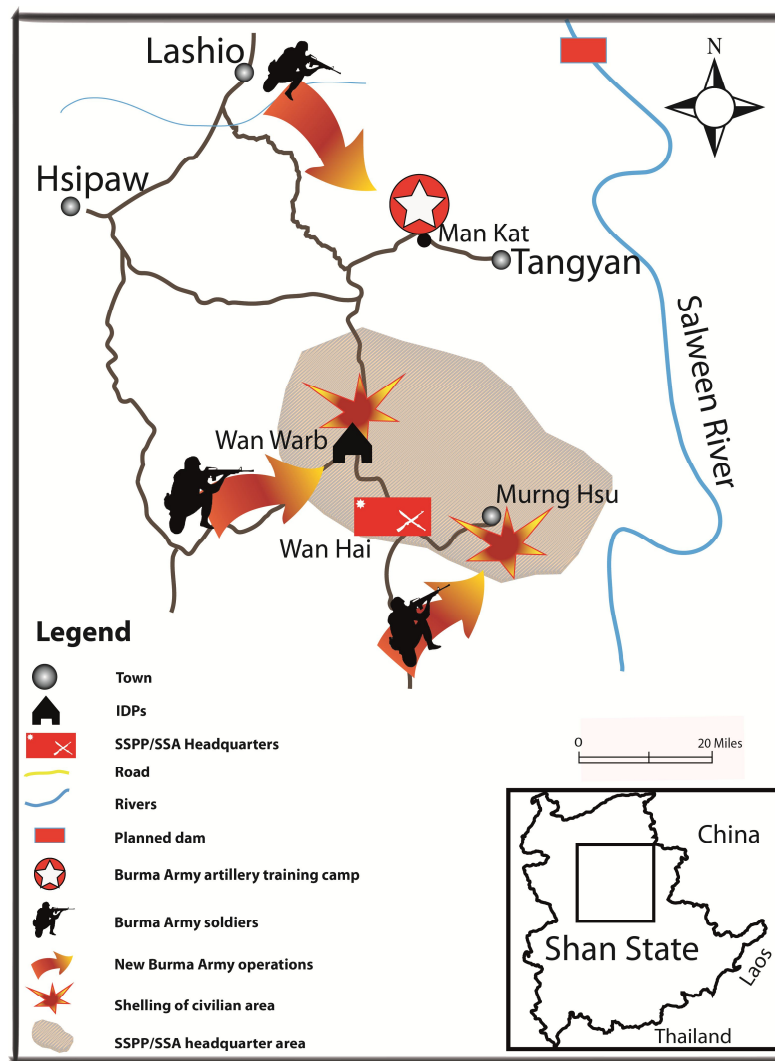 Lashio
N
Hsipaw
Man Kat
Tangyan
Salween River
Wan Warb
Murng Hsu
Wan Hai
Legend
Town
IDPs
SSPP/SSA Headquarters
Road
Rivers
Planned dam
Burma Army artillery training camp
Burma Army soldiers
New Burma Army operations
Shelling of civilian area
SSPP/SSA headquarter area
0 20 Miles
China
Shan State
Laos
Thailand